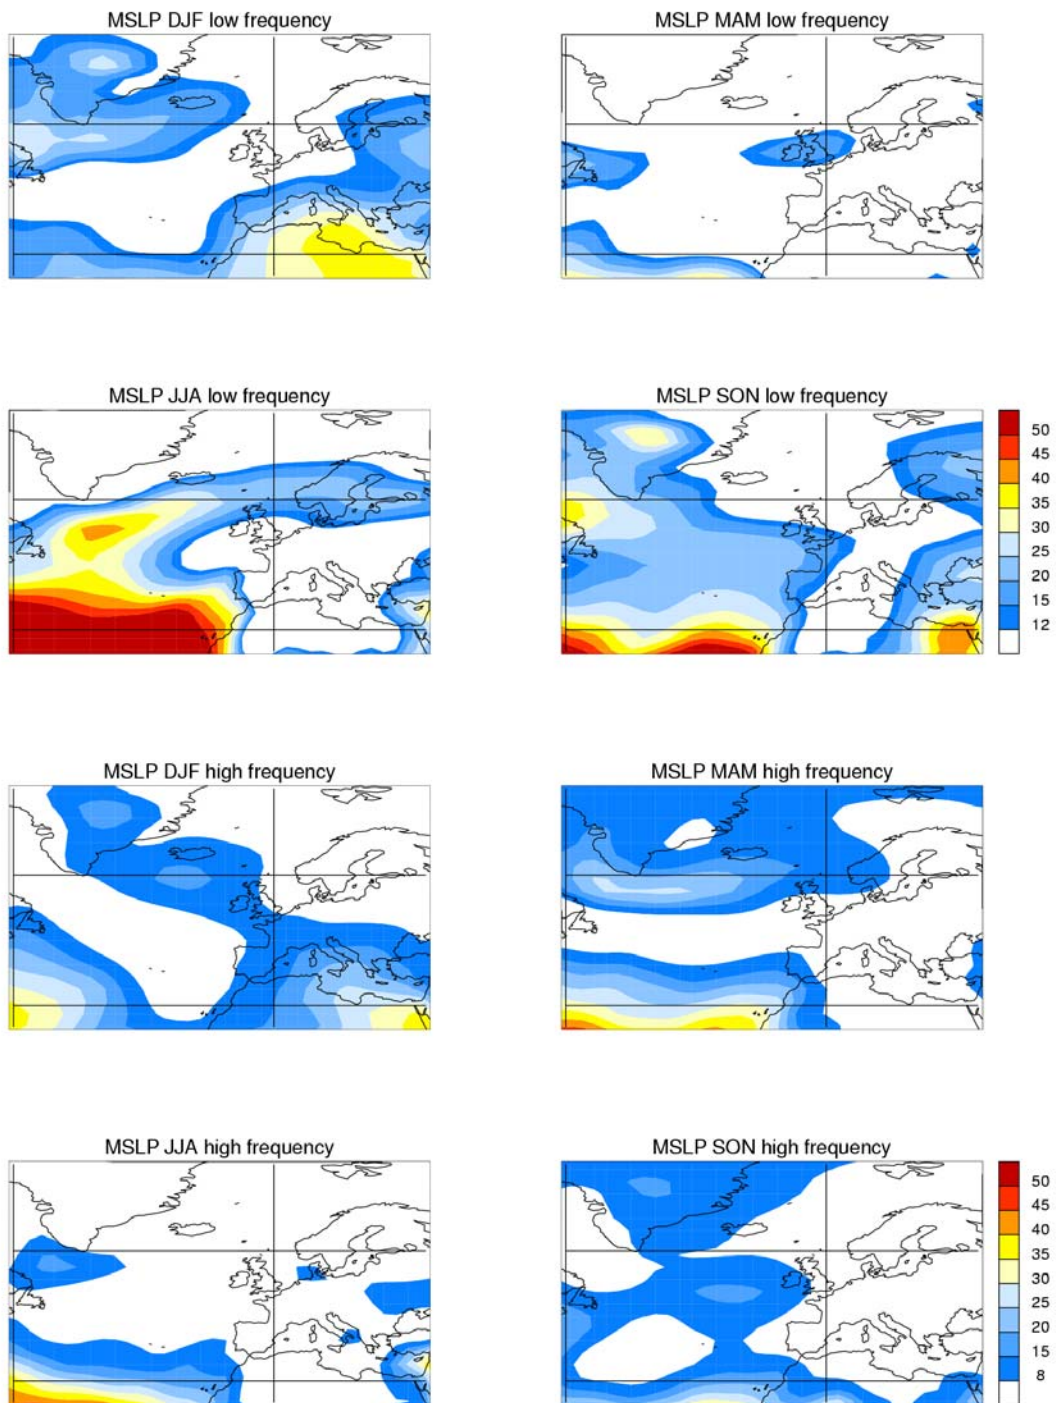 MSLP DJF low frequency
MSLP MAM low frequency
MSLP JJA low frequency
MSLP SON low frequency
50
45
40
35
30
25
20
15
12
MSLP DJF high frequency
MSLP MAM high frequency
MSLP JJA high frequency
MSLP SON high frequency
50
45
40
35
30
25
20
15
8